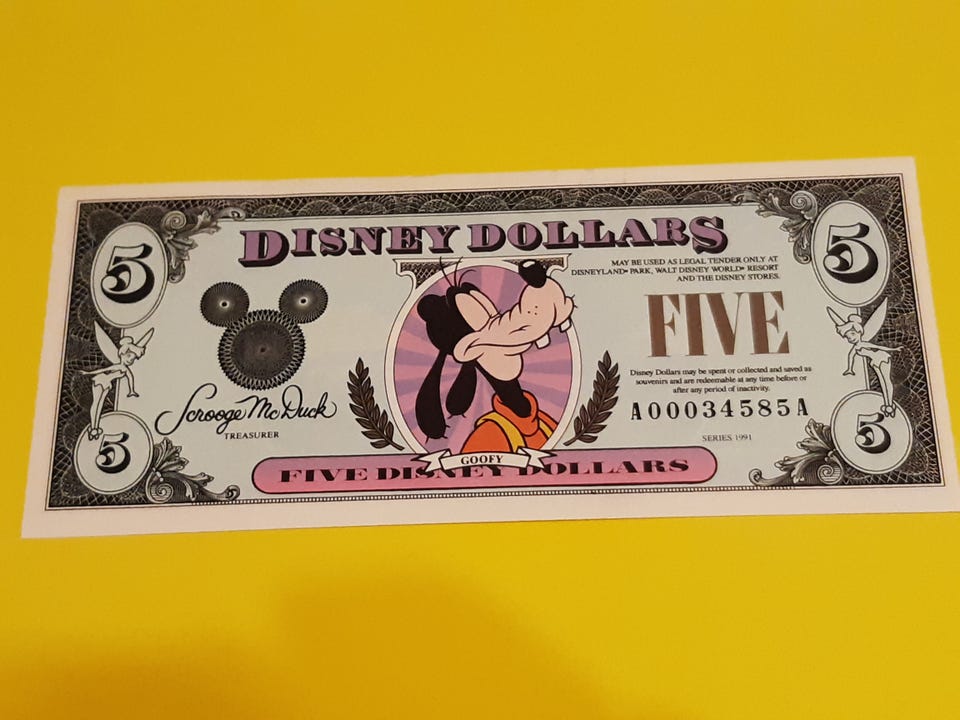 5
DISNEY DOLLARS
5
MAY BE USED AS LEGAL TENDER ONLY AT
DISNEYLAND® PARK, WALT DISNEY WORLD® RESORT
AND THE DISNEY STORES.
FIVE
Disney Dollars may be spent or collected and saved as
souvenirs and are redeemable at any time before or
after any period of inactivity.
A00034585A
SERIES 1991
Scrooge McDuck
TREASURER
5
GOOFY
FIVE DISNEY DOLLARS
5